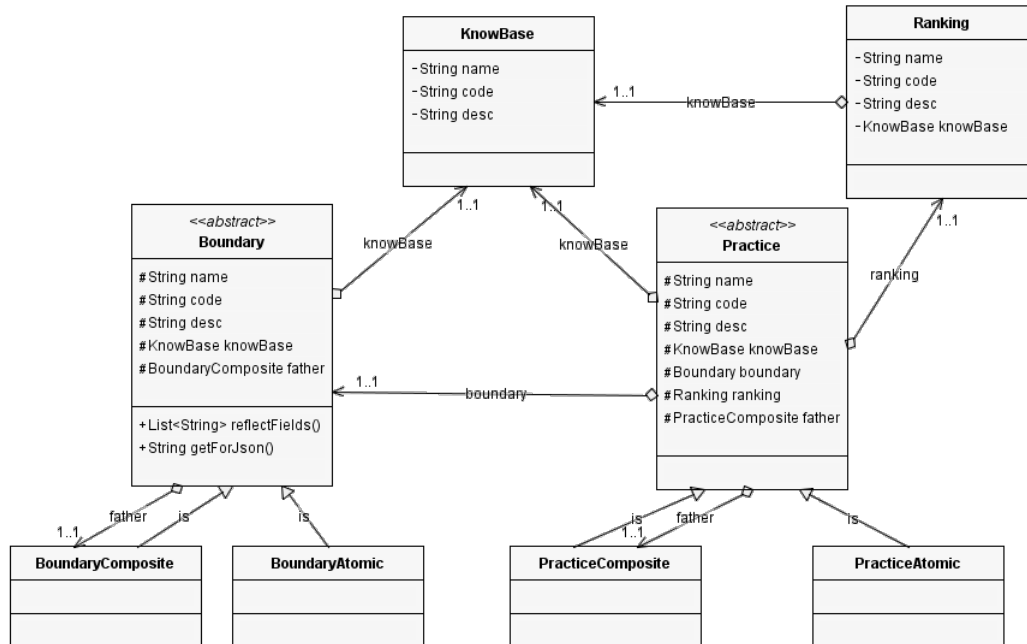 KnowBase
- String name
- String code
- String desc
Ranking
- String name
- String code
- String desc
- KnowBase knowBase
1..1
knowBase
1..1
knowBase
1..1
knowBase
1..1
ranking
<<abstract>>
Boundary
# String name
# String code
# String desc
# KnowBase knowBase
# BoundaryComposite father
+ List<String> reflectFields()
+ String getForJson()
<<abstract>>
Practice
# String name
# String code
# String desc
# KnowBase knowBase
# Boundary boundary
# Ranking ranking
# PracticeComposite father
1..1
boundary
father
1..1
is
is
is
father
1..1
is
BoundaryComposite
BoundaryAtomic
PracticeComposite
PracticeAtomic